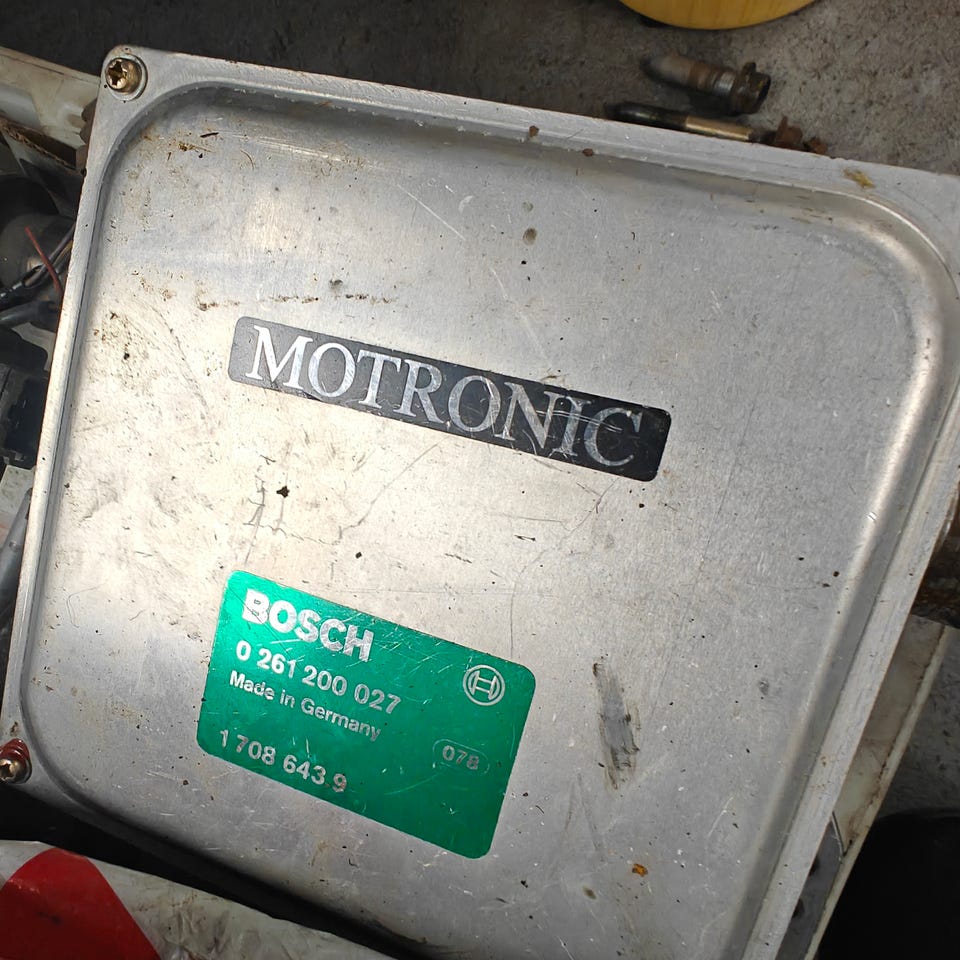 MOTRONIC
BOSCH
0 261 200 027
Made in Germany
078
1 708 643.9